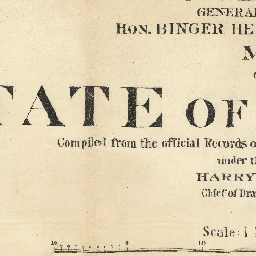 GENERAL
HON. BINGER HE
M
TATE OF
Compiled from the official Records o
under t
HARRY
Chief of Dra
Scale: 1
10